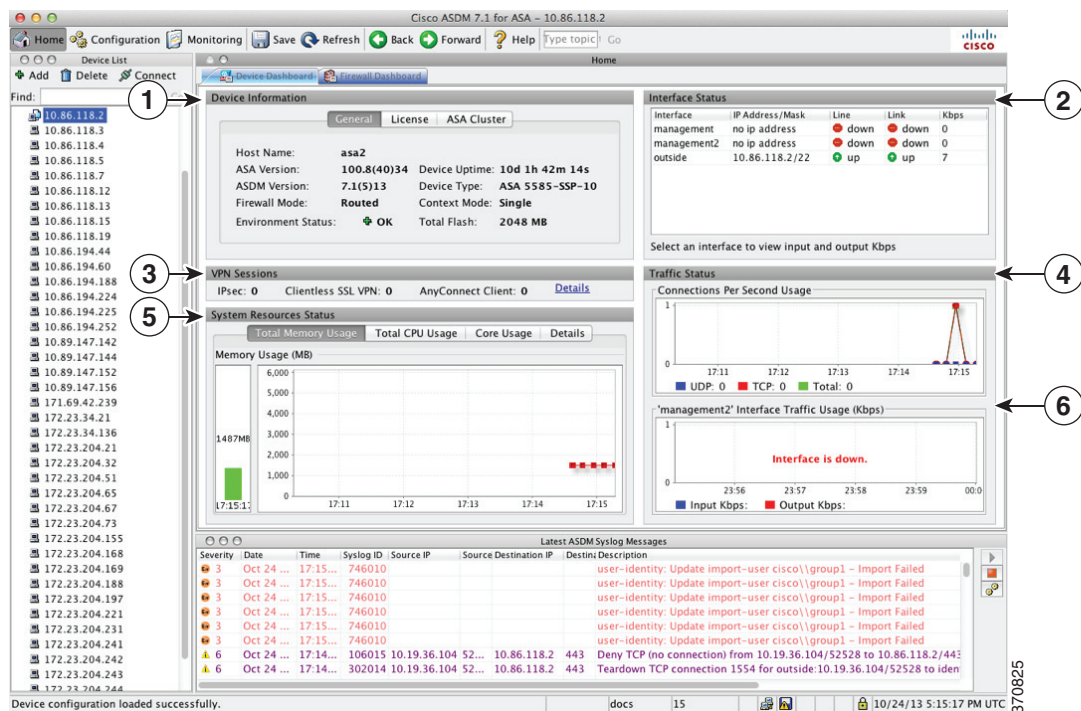 Cisco ASDM 7.1 for ASA – 10.86.118.2
Home Configuration Monitoring Save Refresh Back Forward Help Type topic Go
CISCO
Device List
Home
Add Delete Connect
Device Dashboard Firewall Dashboard
Find:
10.86.118.2
10.86.118.3
10.86.118.4
10.86.118.5
10.86.118.7
10.86.118.12
10.86.118.13
10.86.118.15
10.86.118.19
10.86.194.44
10.86.194.60
10.86.194.188
10.86.194.224
10.86.194.225
10.86.194.252
10.89.147.142
10.89.147.144
10.89.147.152
10.89.147.156
171.69.42.239
172.23.34.21
172.23.34.136
172.23.204.21
172.23.204.32
172.23.204.51
172.23.204.65
172.23.204.67
172.23.204.73
172.23.204.155
172.23.204.168
172.23.204.169
172.23.204.188
172.23.204.197
172.23.204.221
172.23.204.231
172.23.204.241
172.23.204.242
172.23.204.243
172.23.204.244
1
Device Information
General License ASA Cluster
Host Name: asa2
ASA Version: 100.8(40)34 Device Uptime: 10d 1h 42m 14s
ASDM Version: 7.1(5)13 Device Type: ASA 5585-SSP-10
Firewall Mode: Routed Context Mode: Single
Environment Status: OK Total Flash: 2048 MB
2
Interface Status
Interface IP Address/Mask Line Link Kbps
management no ip address down down 0
management2 no ip address down down 0
outside 10.86.118.2/22 up up 7
Select an interface to view input and output Kbps
3
VPN Sessions
IPsec: 0 Clientless SSL VPN: 0 AnyConnect Client: 0 Details
4
Traffic Status
Connections Per Second Usage
1
0
17:11 17:12 17:13 17:14 17:15
UDP: 0 TCP: 0 Total: 0
5
System Resources Status
Total Memory Usage Total CPU Usage Core Usage Details
Memory Usage (MB)
1487MB
17:15:1
6,000
5,000
4,000
3,000
2,000
1,000
0
17:11 17:12 17:13 17:14 17:15
6
'management2' Interface Traffic Usage (Kbps)
1
Interface is down.
0
23:56 23:57 23:58 23:59 00:0
Input Kbps: Output Kbps:
Latest ASDM Syslog Messages
Severity Date Time Syslog ID Source IP Source Destination IP Destina Description
3 Oct 24 ... 17:15... 746010 user-identity: Update import-user cisco\\group1 – Import Failed
3 Oct 24 ... 17:15... 746010 user-identity: Update import-user cisco\\group1 – Import Failed
3 Oct 24 ... 17:15... 746010 user-identity: Update import-user cisco\\group1 – Import Failed
3 Oct 24 ... 17:15... 746010 user-identity: Update import-user cisco\\group1 – Import Failed
3 Oct 24 ... 17:15... 746010 user-identity: Update import-user cisco\\group1 – Import Failed
3 Oct 24 ... 17:15... 746010 user-identity: Update import-user cisco\\group1 – Import Failed
6 Oct 24 ... 17:14... 106015 10.19.36.104 52... 10.86.118.2 443 Deny TCP (no connection) from 10.19.36.104/52528 to 10.86.118.2/443
6 Oct 24 ... 17:14... 302014 10.19.36.104 52... 10.86.118.2 443 Teardown TCP connection 1554 for outside:10.19.36.104/52528 to iden
Device configuration loaded successfully. docs 15 10/24/13 5:15:17 PM UTC
370825